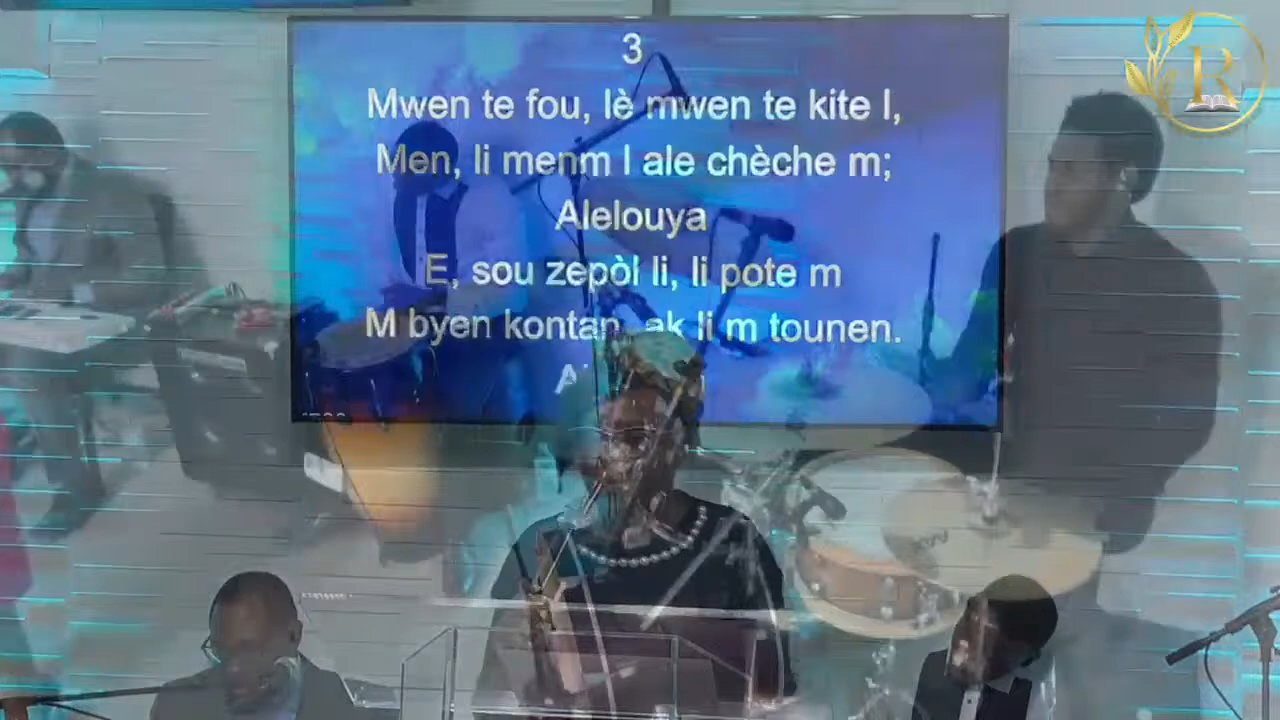 3
Mwen te fou, lè mwen te kite l,
Men, li menm l ale chèche m;
Alelouya
E, sou zepòl li, li pote m
M byen kontan, ak li m tounen.
R